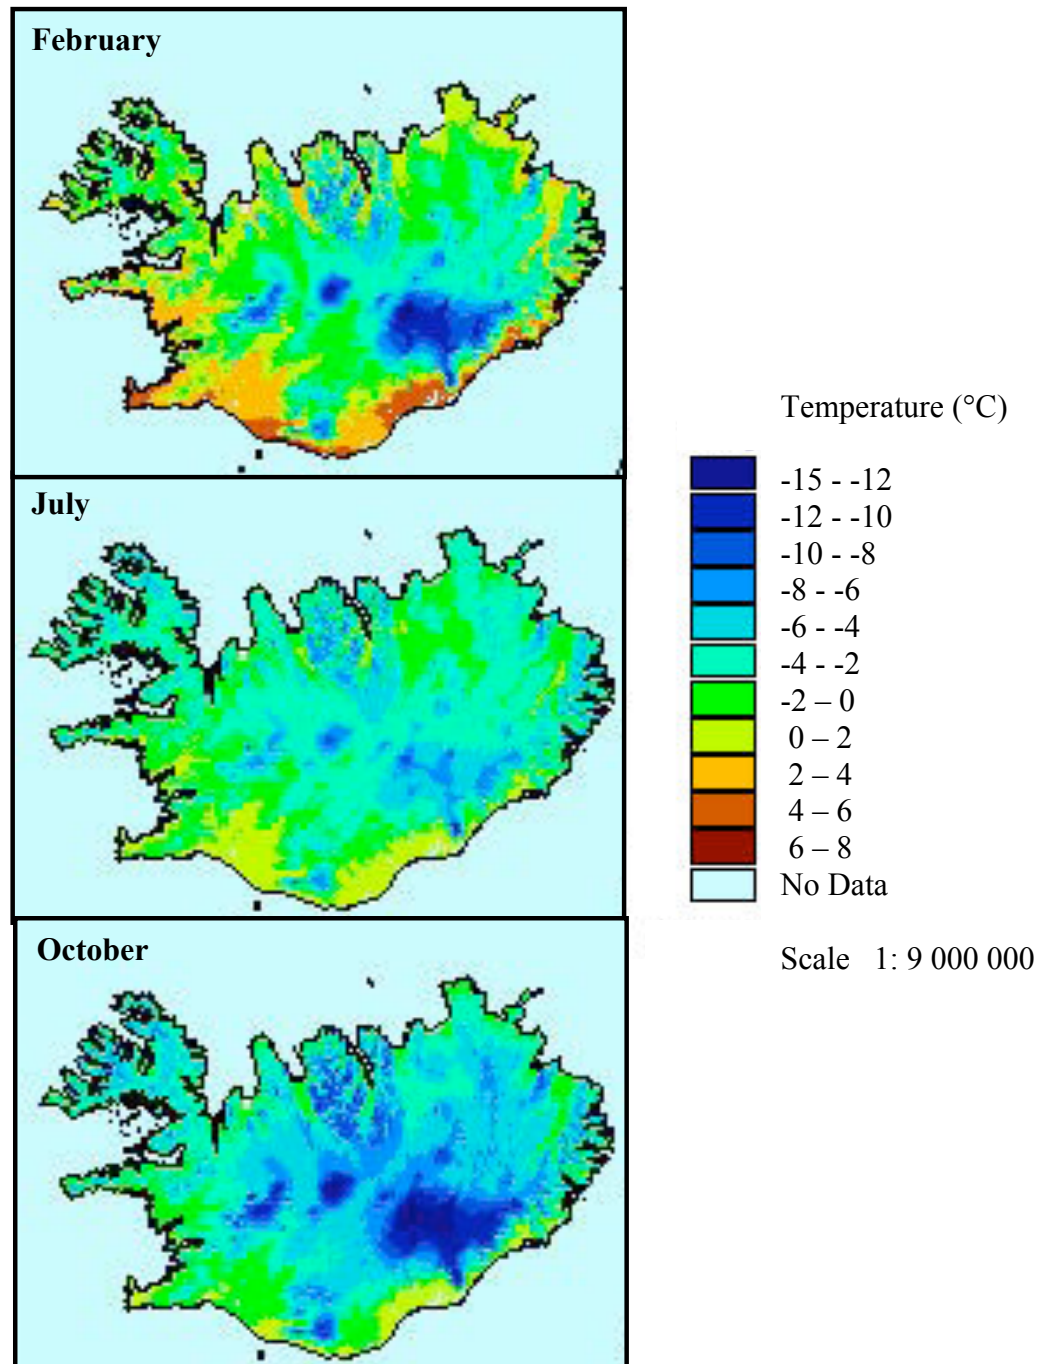 February
July
October
Temperature (°C)
-15 - -12
-12 - -10
-10 - -8
-8 - -6
-6 - -4
-4 - -2
-2 – 0
0 – 2
2 – 4
4 – 6
6 – 8
No Data
Scale 1: 9 000 000